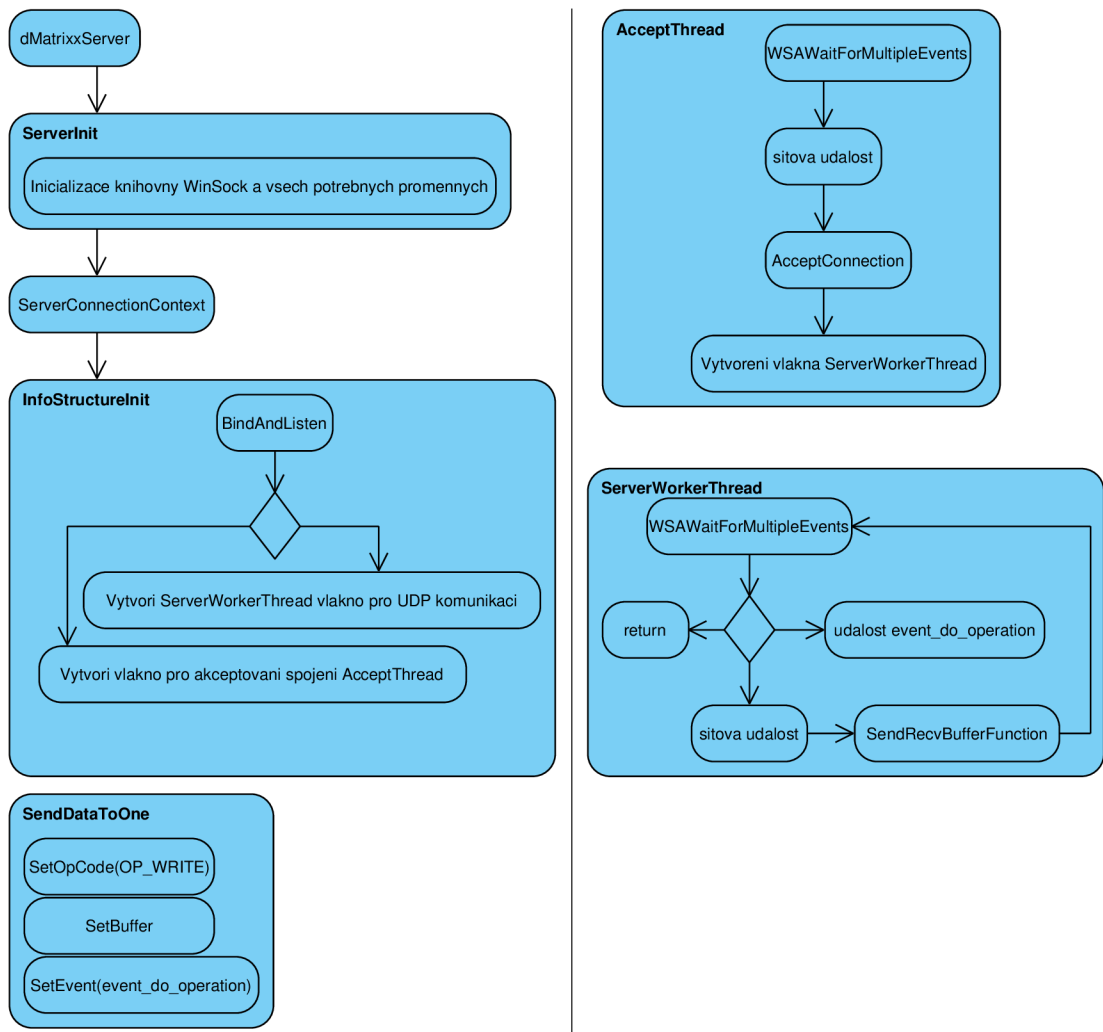 dMatrixxServer
ServerInit
Inicializace knihovny WinSock a vsech potrebnych promennych
ServerConnectionContext
InfoStructureInit
BindAndListen
Vytvori ServerWorkerThread vlakno pro UDP komunikaci
Vytvori vlakno pro akceptovani spojeni AcceptThread
SendDataToOne
SetOpCode(OP_WRITE)
SetBuffer
SetEvent(event_do_operation)
AcceptThread
WSAWaitForMultipleEvents
sitova udalost
AcceptConnection
Vytvoreni vlakna ServerWorkerThread
ServerWorkerThread
WSAWaitForMultipleEvents
return
udalost event_do_operation
sitova udalost
SendRecvBufferFunction